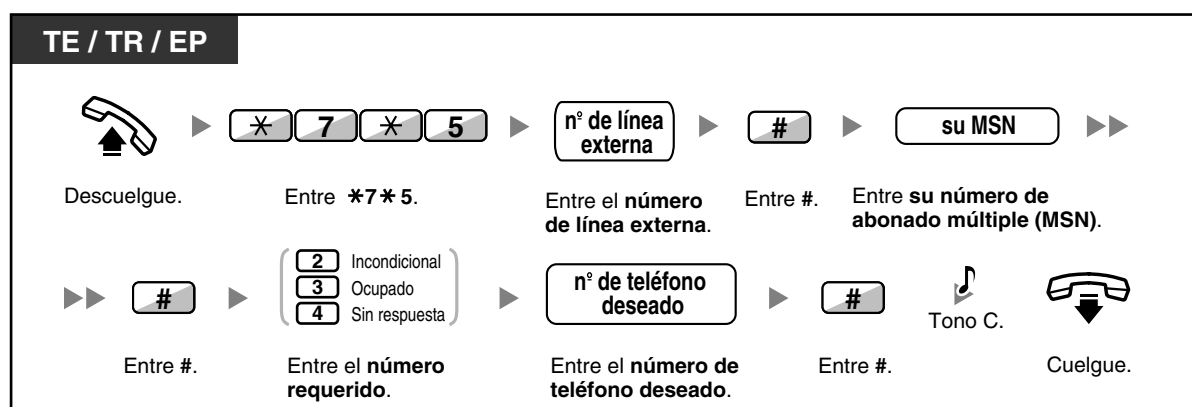 TE / TR / EP
* 7 * 5
n° de línea
externa
#
su MSN
Descuelgue.
Entre *7*5.
Entre el número
de línea externa.
Entre #.
Entre su número de
abonado múltiple (MSN).
#
2 Incondicional
3 Ocupado
4 Sin respuesta
n° de teléfono
deseado
#
Tono C.
Entre #.
Entre el número
requerido.
Entre el número de
teléfono deseado.
Entre #.
Cuelgue.